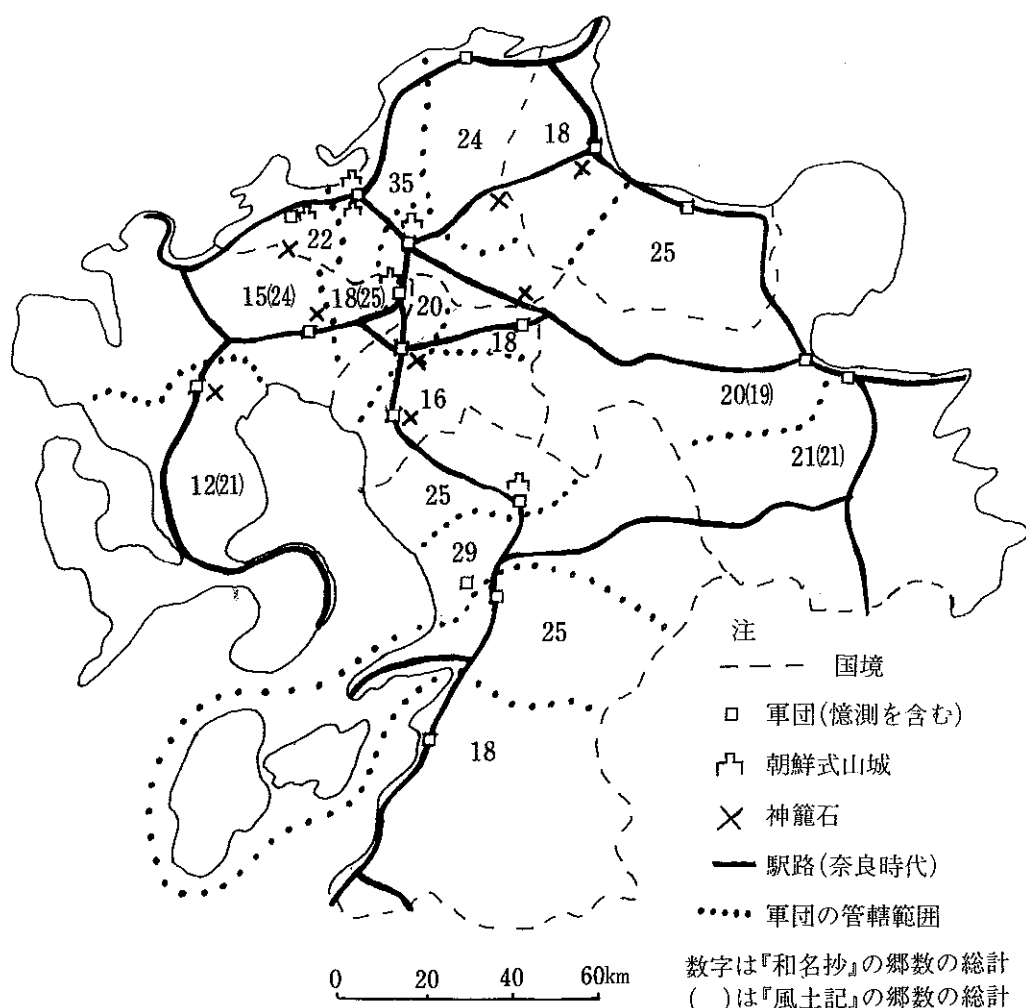 24
18
35
22
25
15(24)
18(25)
20
18
20(19)
16
12(21)
21(21)
25
29
25
18
注
国境
軍団(憶測を含む)
朝鮮式山城
神籠石
駅路(奈良時代)
軍団の管轄範囲
数字は『和名抄』の郷数の総計
( )は『風土記』の郷数の総計
0 20 40 60km